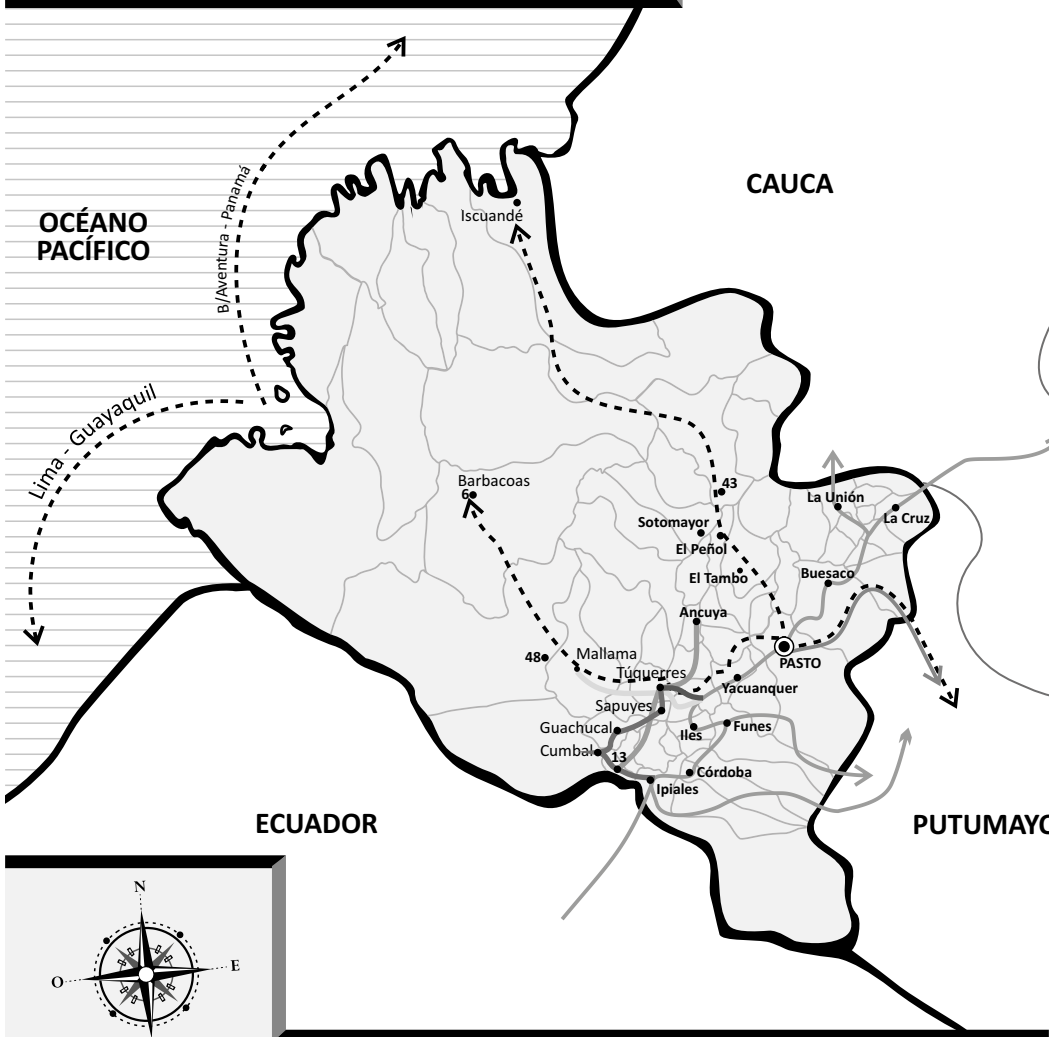 CAUCA
B/Aventura - Panamá
OCÉANO
PACÍFICO
Iscuandé
Lima - Guayaquil
Barbacoas
6
43
La Unión
La Cruz
Sotomayor
El Peñol
El Tambo
Buesaco
Ancuya
48
Mallama
PASTO
Túquerres
Yacuanquer
Sapuyes
Guachucal
Iles
Funes
Cumbal
13
Córdoba
Ipiales
ECUADOR
PUTUMAYO
N
O
E